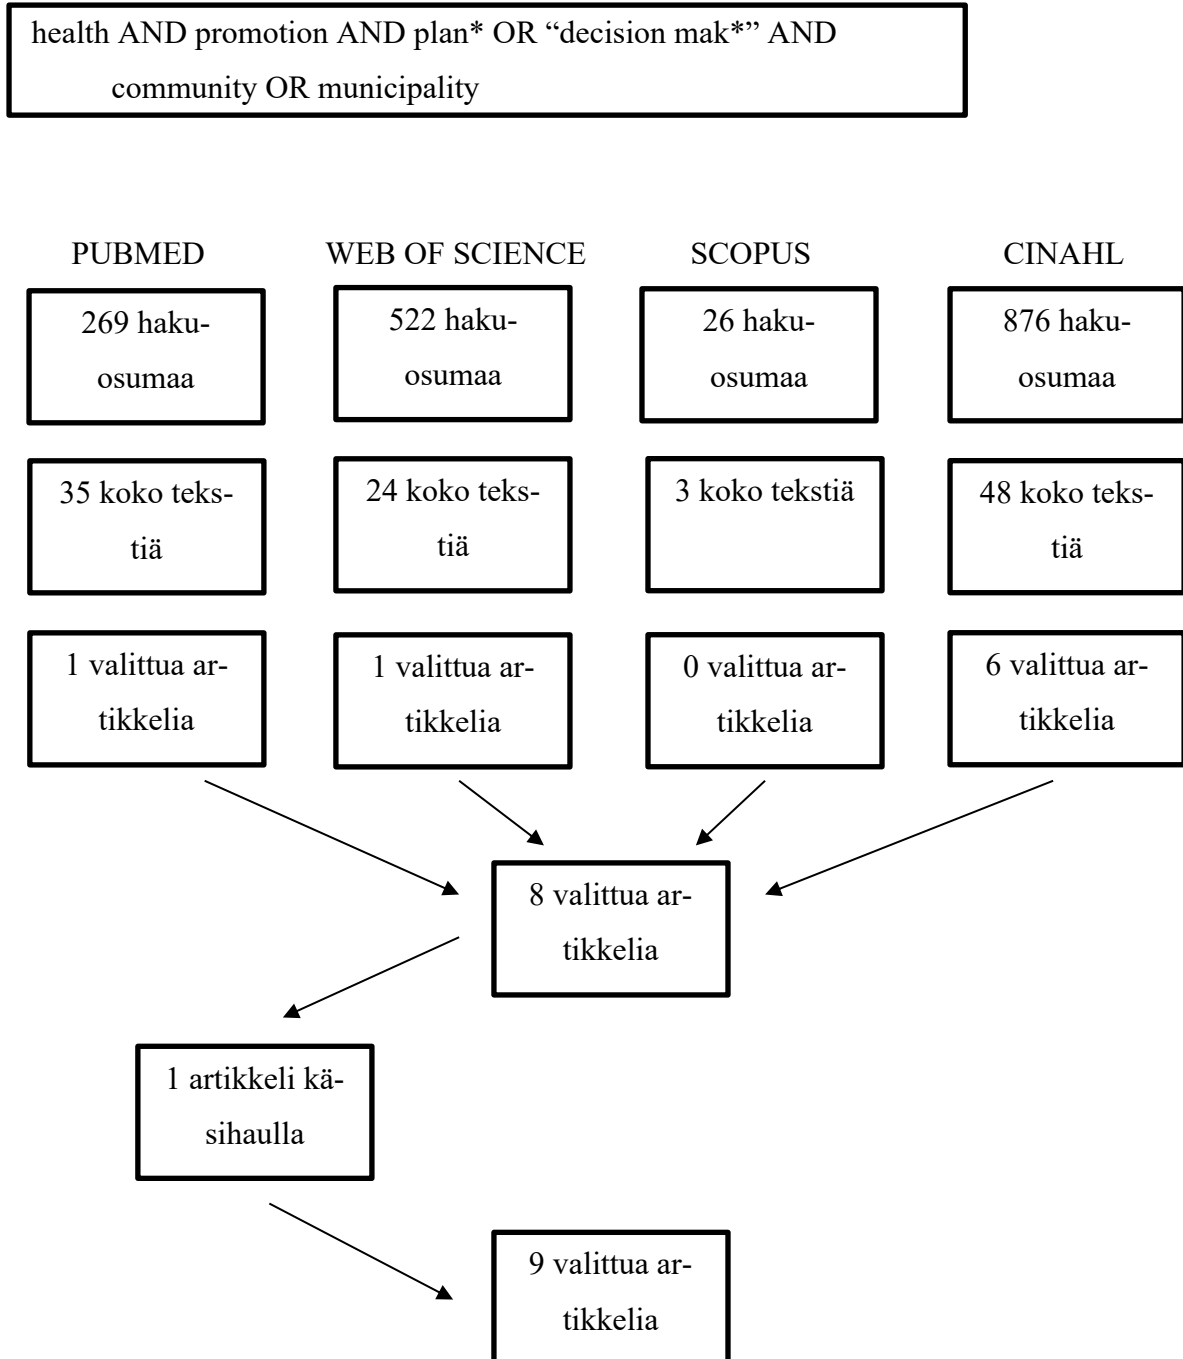 health AND promotion AND plan* OR “decision mak*” AND
community OR municipality
PUBMED
WEB OF SCIENCE
SCOPUS
CINAHL
269 haku-
osumaa
522 haku-
osumaa
26 haku-
osumaa
876 haku-
osumaa
35 koko teks-
tiä
24 koko teks-
tiä
3 koko tekstiä
48 koko teks-
tiä
1 valittua ar-
tikkelia
1 valittua ar-
tikkelia
0 valittua ar-
tikkelia
6 valittua ar-
tikkelia
8 valittua ar-
tikkelia
1 artikkeli kä-
sihaulla
9 valittua ar-
tikkelia